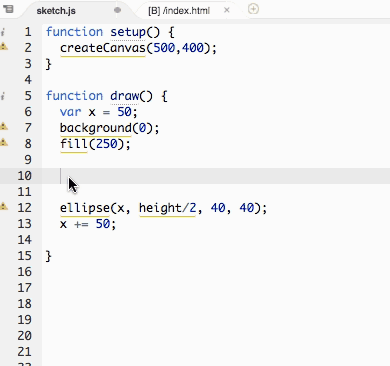 sketch.js [B] /index.html ×
1 function setup() {
2 createCanvas(500,400);
3 }
4
5 function draw() {
6 var x = 50;
7 background(0);
8 fill(250);
9
10
11
12 ellipse(x, height/2, 40, 40);
13 x += 50;
14
15 }
16
17
18
19
20
21
22